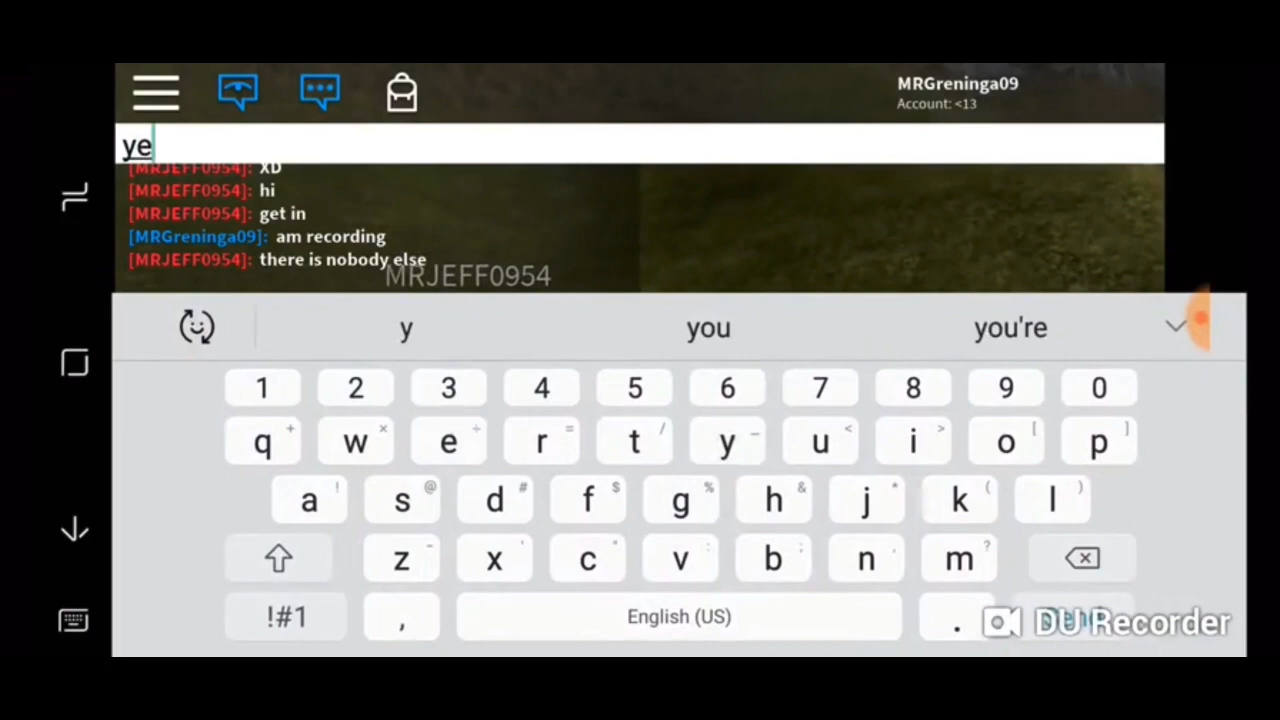 MRGreninga09
Account: <13
ye
[MRJEFF0954]: XD
[MRJEFF0954]: hi
[MRJEFF0954]: get in
[MRGreninga09]: am recording
[MRJEFF0954]: there is nobody else
MRJEFF0954
y you you're
1 2 3 4 5 6 7 8 9 0
q + w × e ÷ r = t / y _ u < i > o [ p ]
a ! s @ d # f $ g % h & j * k ( l )
z - x ' c " v : b ; n , m ?
!#1 , English (US) . Send
DU Recorder